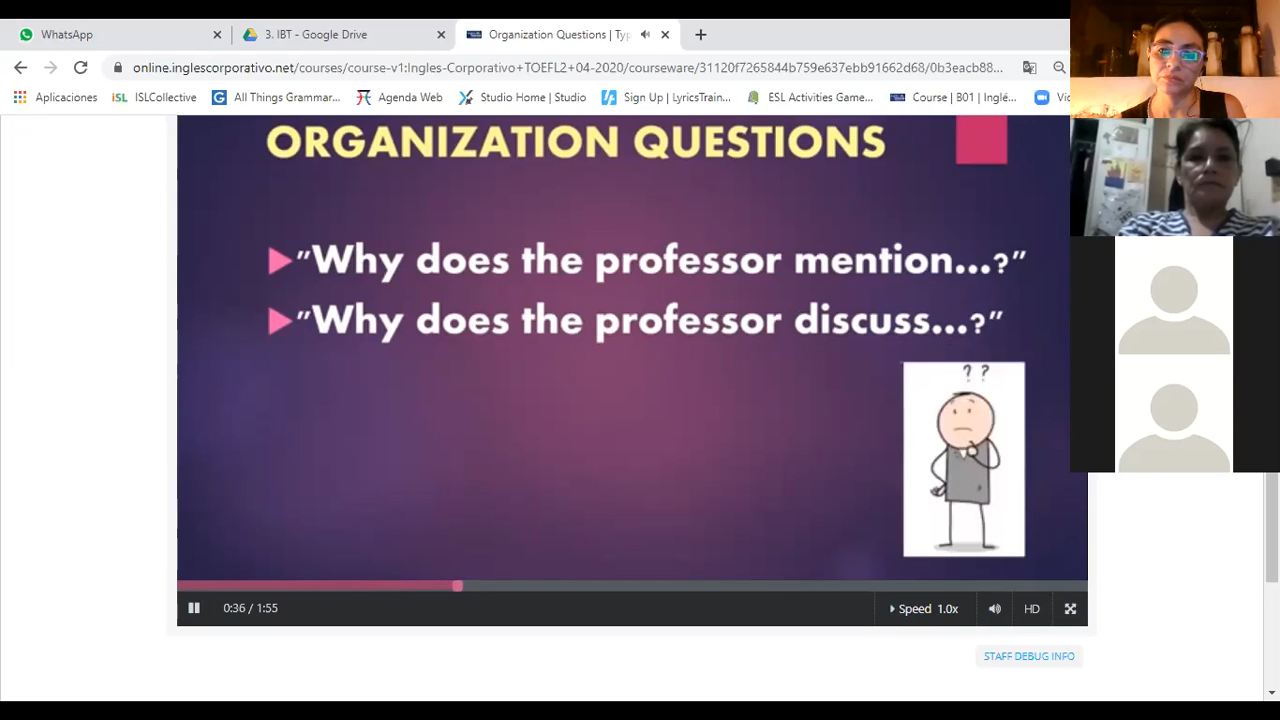 WhatsApp
3. IBT - Google Drive
Organization Questions | Typ
online.inglescorporativo.net/courses/course-v1:Ingles-Corporativo+TOEFL2+04-2020/courseware/31120f7265844b759e637ebb91662d68/0b3eacb88...
Aplicaciones
iSL ISLCollective
G All Things Grammar...
Agenda Web
Studio Home | Studio
Sign Up | LyricsTrain...
ESL Activities Game...
Course | B01 | Inglé...
ORGANIZATION QUESTIONS
"Why does the professor mention...?"
"Why does the professor discuss...?"
? ?
0:36 / 1:55
Speed 1.0x
HD
STAFF DEBUG INFO